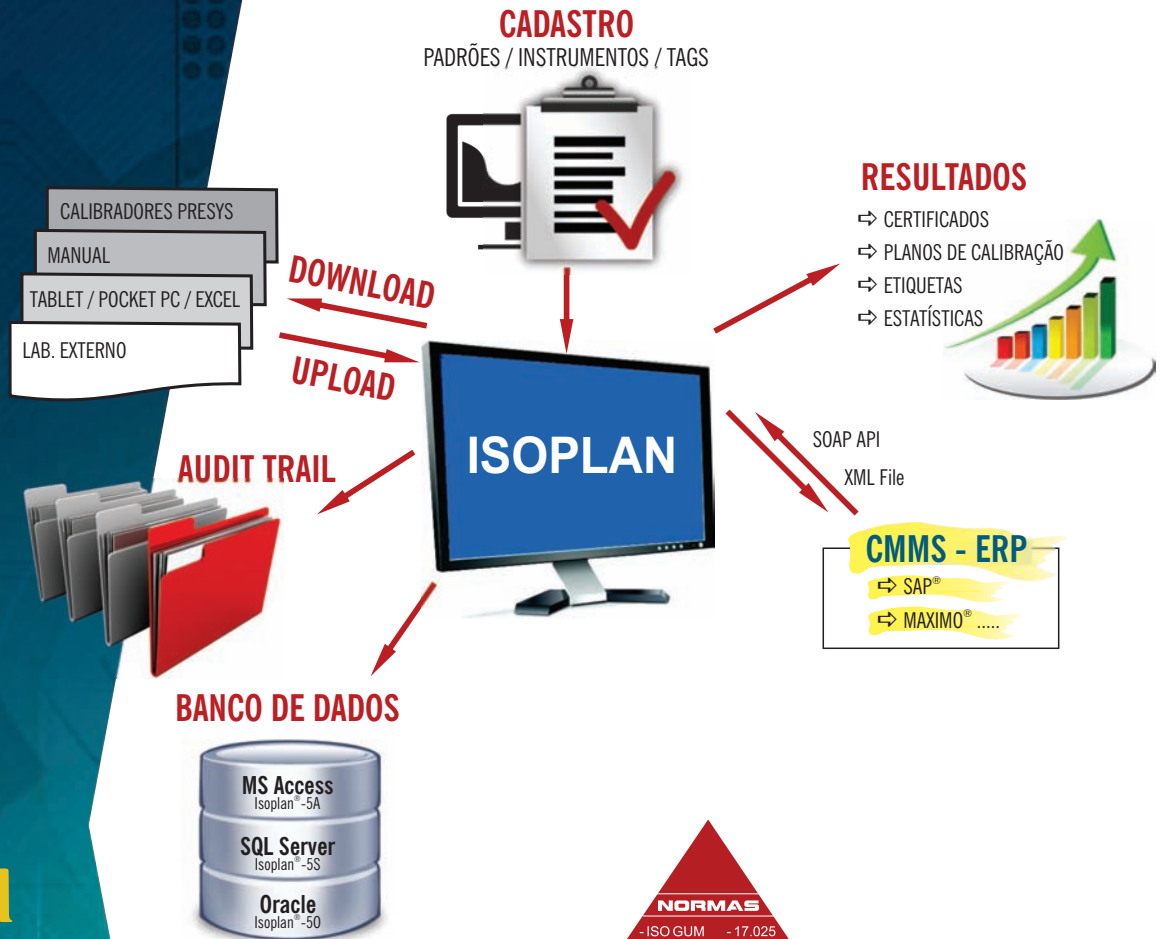 CADASTRO
PADRÕES / INSTRUMENTOS / TAGS
CALIBRADORES PRESYS
MANUAL
TABLET / POCKET PC / EXCEL
LAB. EXTERNO
DOWNLOAD
UPLOAD
RESULTADOS
⇨ CERTIFICADOS
⇨ PLANOS DE CALIBRAÇÃO
⇨ ETIQUETAS
⇨ ESTATÍSTICAS
ISOPLAN
SOAP API
XML File
CMMS - ERP
⇨ SAP®
⇨ MAXIMO® .....
AUDIT TRAIL
BANCO DE DADOS
MS Access
Isoplan®-5A
SQL Server
Isoplan®-5S
Oracle
Isoplan®-5O
NORMAS
- ISO GUM - 17.025